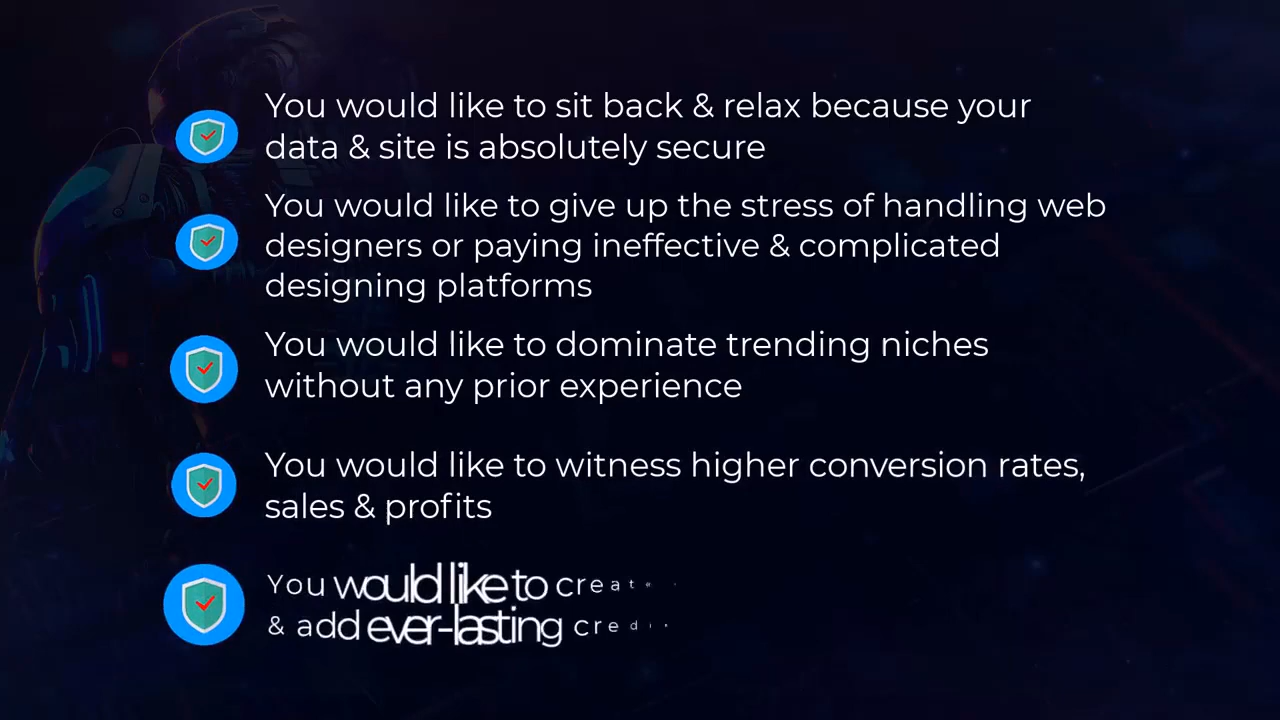 You would like to sit back & relax because your
data & site is absolutely secure
You would like to give up the stress of handling web
designers or paying ineffective & complicated
designing platforms
You would like to dominate trending niches
without any prior experience
You would like to witness higher conversion rates,
sales & profits
You would like to
& add ever-lasting